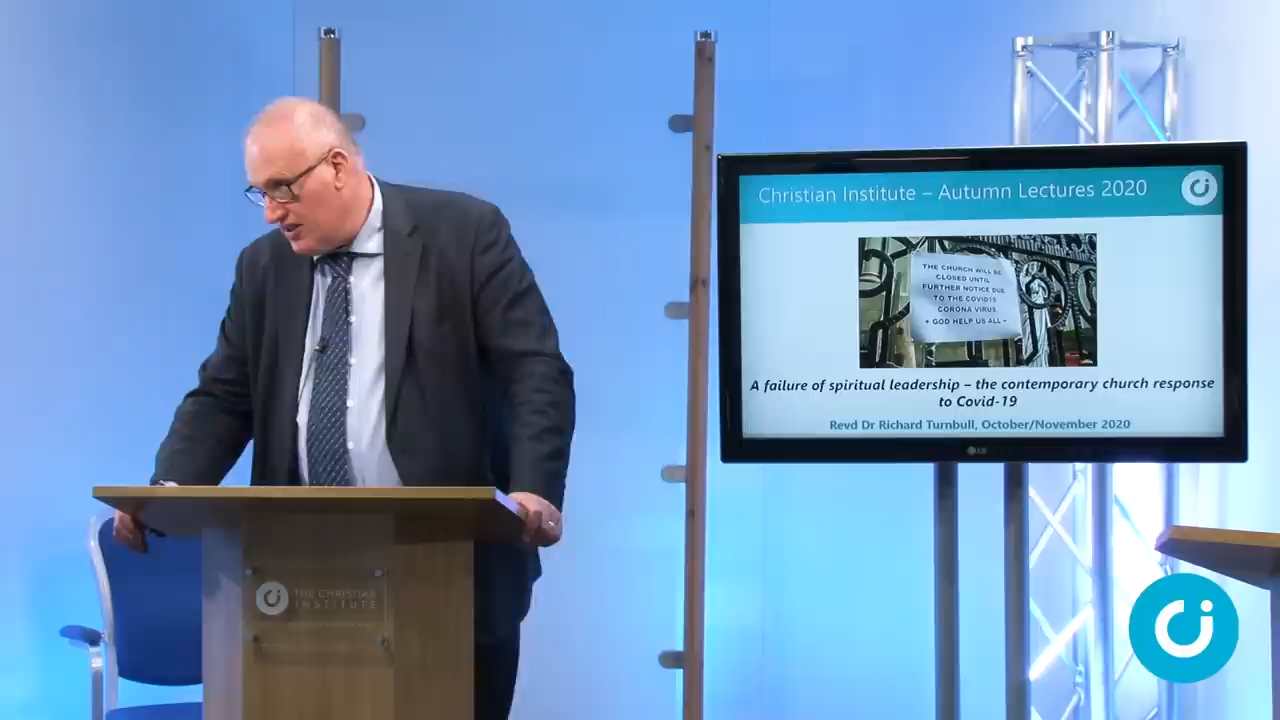 Christian Institute – Autumn Lectures 2020
THE CHURCH WILL BE
CLOSED UNTIL
FURTHER NOTICE DUE
TO THE COVID19
CORONA VIRUS
+ GOD HELP US ALL -
A failure of spiritual leadership – the contemporary church response
to Covid-19
Revd Dr Richard Turnbull, October/November 2020
LG
THE CHRISTIAN
INSTITUTE